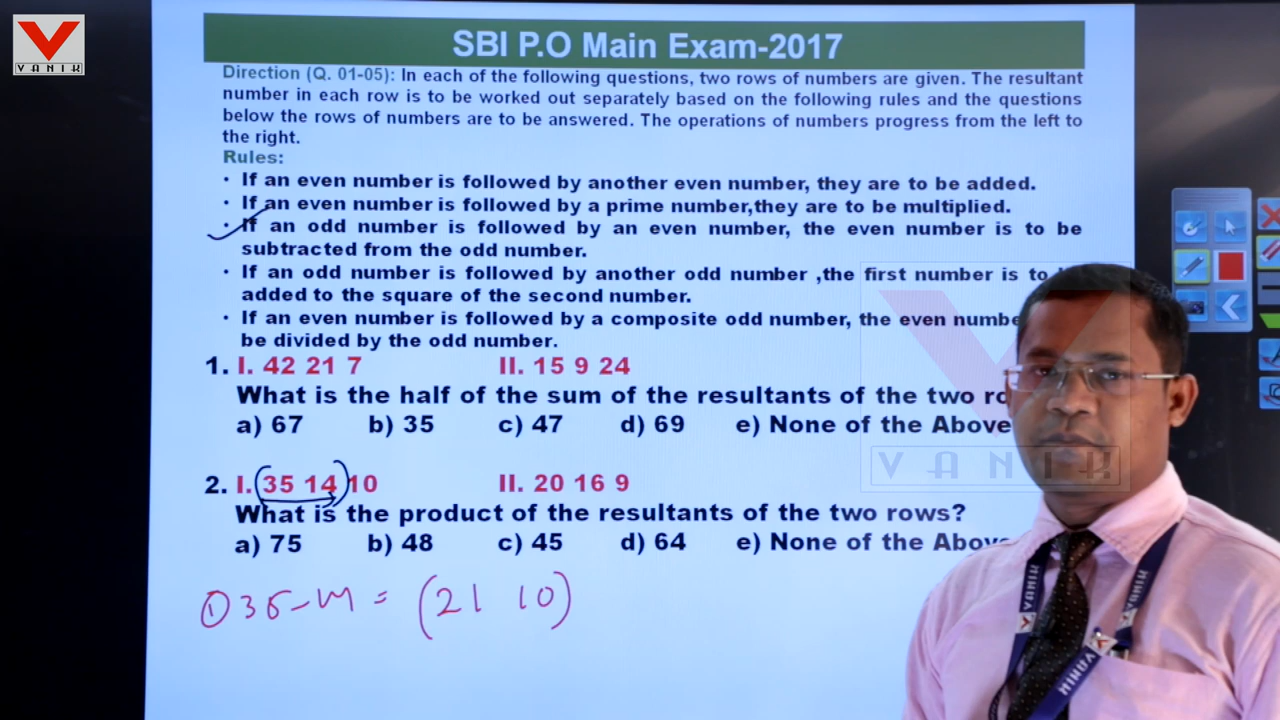 VANIK
SBI P.O Main Exam-2017
Direction (Q. 01-05): In each of the following questions, two rows of numbers are given. The resultant
number in each row is to be worked out separately based on the following rules and the questions
below the rows of numbers are to be answered. The operations of numbers progress from the left to
the right.
Rules:
• If an even number is followed by another even number, they are to be added.
• If an even number is followed by a prime number,they are to be multiplied.
• If an odd number is followed by an even number, the even number is to be
subtracted from the odd number.
• If an odd number is followed by another odd number ,the first number is to
added to the square of the second number.
• If an even number is followed by a composite odd number, the even numbe
be divided by the odd number.
1. I. 42 21 7 II. 15 9 24
What is the half of the sum of the resultants of the two ro
a) 67 b) 35 c) 47 d) 69 e) None of the Above
VANIK
2. I. (35 14) 10 II. 20 16 9
What is the product of the resultants of the two rows?
a) 75 b) 48 c) 45 d) 64 e) None of the Above
① 35-14 = (21 10)
VANIK
VANIK
VANIK